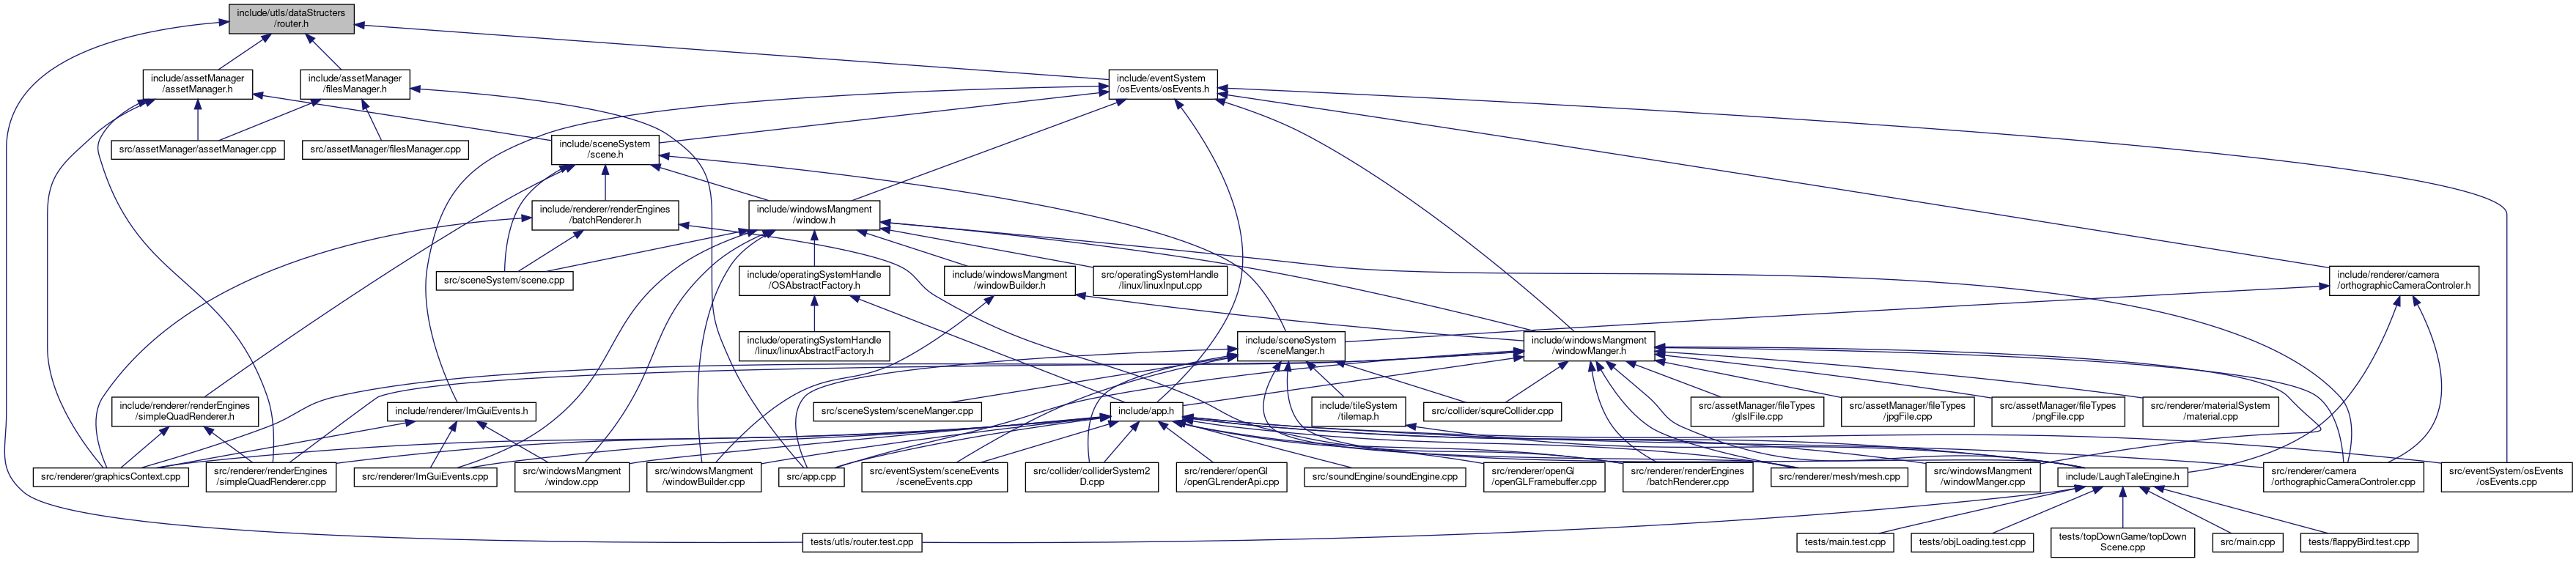 include/utls/dataStructers
/router.h
include/assetManager
/assetManager.h
include/assetManager
/filesManager.h
include/eventSystem
/osEvents/osEvents.h
src/assetManager/assetManager.cpp
src/assetManager/filesManager.cpp
include/sceneSystem
/scene.h
include/renderer/renderEngines
/batchRenderer.h
include/windowsMangment
/window.h
src/sceneSystem/scene.cpp
include/operatingSystemHandle
/OSAbstractFactory.h
include/windowsMangment
/windowBuilder.h
src/operatingSystemHandle
/linux/linuxInput.cpp
include/renderer/camera
/orthographicCameraControler.h
include/operatingSystemHandle
/linux/linuxAbstractFactory.h
include/sceneSystem
/sceneManger.h
include/windowsMangment
/windowManger.h
include/renderer/renderEngines
/simpleQuadRenderer.h
include/renderer/ImGuiEvents.h
src/sceneSystem/sceneManger.cpp
include/app.h
include/tileSystem
/tilemap.h
src/collider/squreCollider.cpp
src/assetManager/fileTypes
/glslFile.cpp
src/assetManager/fileTypes
/jpgFile.cpp
src/assetManager/fileTypes
/pngFile.cpp
src/renderer/materialSystem
/material.cpp
src/renderer/graphicsContext.cpp
src/renderer/renderEngines
/simpleQuadRenderer.cpp
src/renderer/ImGuiEvents.cpp
src/windowsMangment
/window.cpp
src/windowsMangment
/windowBuilder.cpp
src/app.cpp
src/eventSystem/sceneEvents
/sceneEvents.cpp
src/collider/colliderSystem2
D.cpp
src/renderer/openGl
/openGLrenderApi.cpp
src/soundEngine/soundEngine.cpp
src/renderer/openGl
/openGLFramebuffer.cpp
src/renderer/renderEngines
/batchRenderer.cpp
src/renderer/mesh/mesh.cpp
src/windowsMangment
/windowManger.cpp
include/LaughTaleEngine.h
src/renderer/camera
/orthographicCameraControler.cpp
src/eventSystem/osEvents
/osEvents.cpp
tests/utls/router.test.cpp
tests/main.test.cpp
tests/objLoading.test.cpp
tests/topDownGame/topDown
Scene.cpp
src/main.cpp
tests/flappyBird.test.cpp